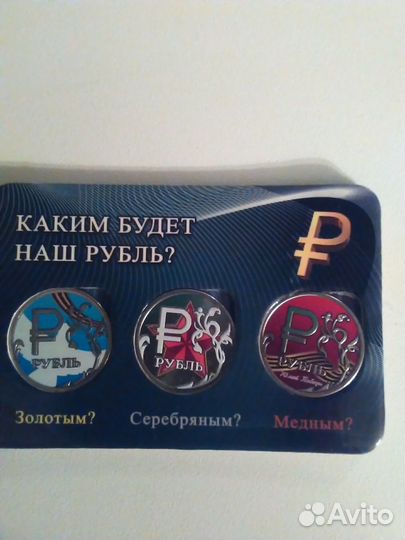 КАКИМ БУДЕТ
НАШ РУБЛЬ?
₽
₽
РУБЛЬ
₽
РУБЛЬ
₽
РУБЛЬ
Золотым?
Серебряным?
Медным?
Avito